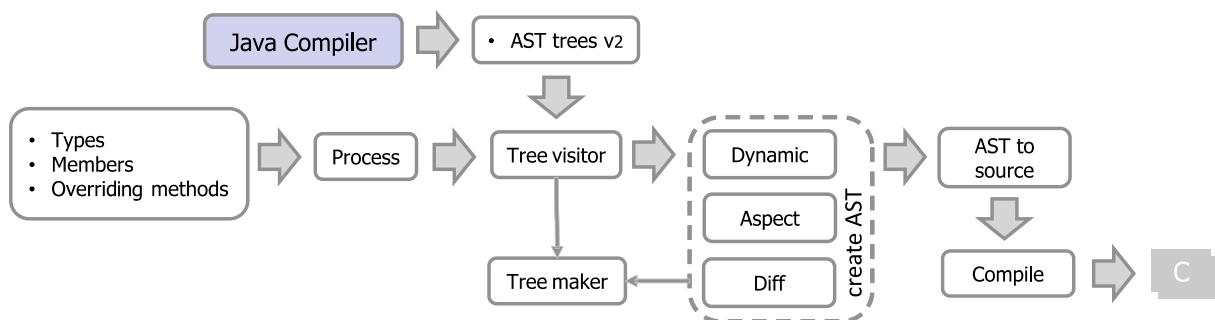 Java Compiler
• AST trees v2
• Types
• Members
• Overriding methods
Process
Tree visitor
Dynamic
Aspect
Diff
create AST
AST to
source
Tree maker
Compile
C